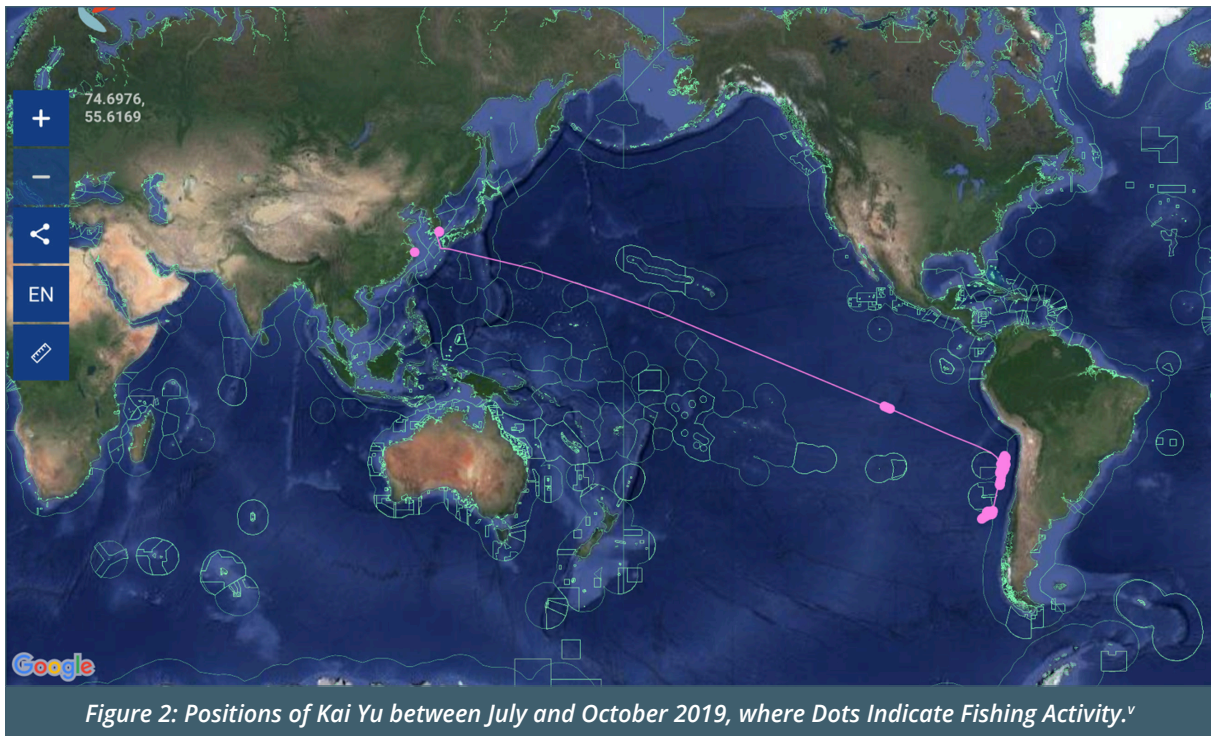 74.6976,
55.6169
EN
Google
Figure 2: Positions of Kai Yu between July and October 2019, where Dots Indicate Fishing Activity.ᵛ